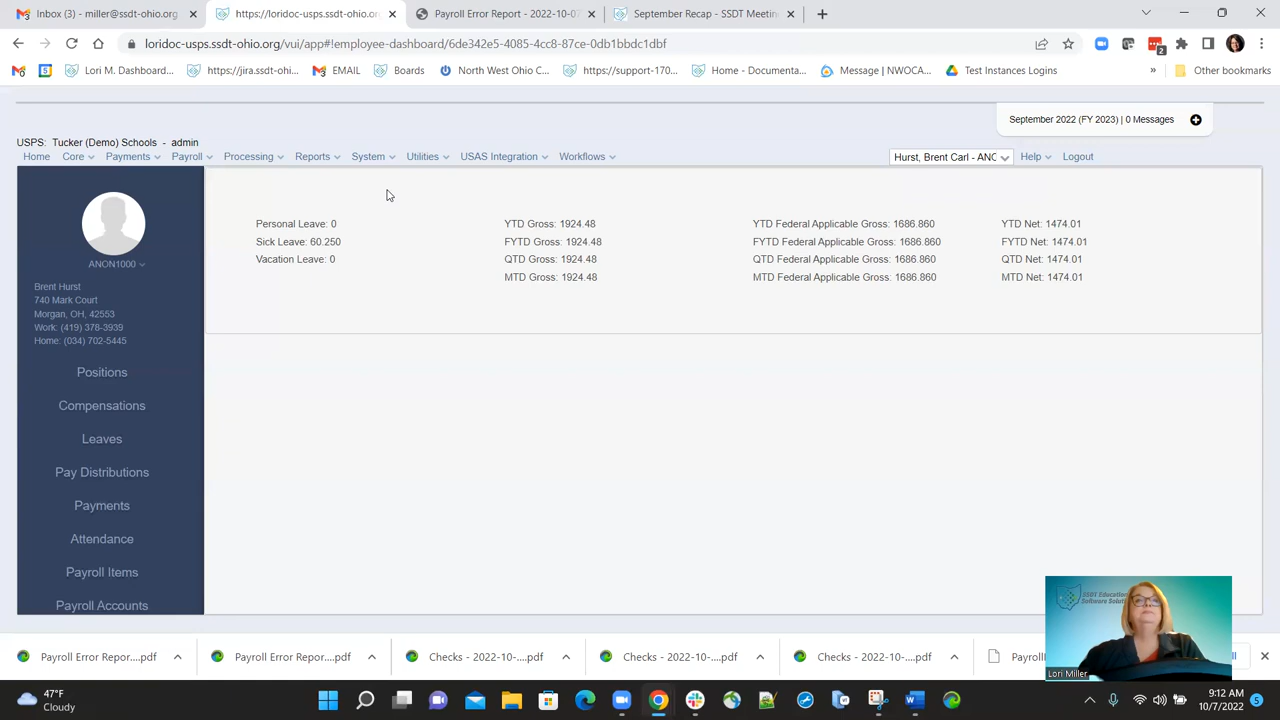 Inbox (3) - miller@ssdt-ohio.org
https://loridoc-usps.ssdt-ohio.org
Payroll Error Report - 2022-10-07
September Recap - SSDT Meetin
loridoc-usps.ssdt-ohio.org/vui/app#!employee-dashboard/6de342e5-4085-4cc8-87ce-0db1bbdc1dbf
2
Lori M. Dashboard...
https://jira.ssdt-ohi...
EMAIL
Boards
North West Ohio C...
https://support-170...
Home - Documenta...
Message | NWOCA...
Test Instances Logins
»
Other bookmarks
September 2022 (FY 2023) | 0 Messages
USPS: Tucker (Demo) Schools - admin
Home Core Payments Payroll Processing Reports System Utilities USAS Integration Workflows
Hurst, Brent Carl - ANC
Help Logout
ANON1000
Brent Hurst
740 Mark Court
Morgan, OH, 42553
Work: (419) 378-3939
Home: (034) 702-5445
Positions
Compensations
Leaves
Pay Distributions
Payments
Attendance
Payroll Items
Payroll Accounts
Personal Leave: 0
Sick Leave: 60.250
Vacation Leave: 0
YTD Gross: 1924.48
FYTD Gross: 1924.48
QTD Gross: 1924.48
MTD Gross: 1924.48
YTD Federal Applicable Gross: 1686.860
FYTD Federal Applicable Gross: 1686.860
QTD Federal Applicable Gross: 1686.860
MTD Federal Applicable Gross: 1686.860
YTD Net: 1474.01
FYTD Net: 1474.01
QTD Net: 1474.01
MTD Net: 1474.01
SSDT Education
Software Soluti
Lori Miller
Payroll Error Repor....pdf
Payroll Error Repor....pdf
Checks - 2022-10-....pdf
Checks - 2022-10-....pdf
Checks - 2022-10-....pdf
Payroll
ll
47°F
Cloudy
9:12 AM
10/7/2022
5